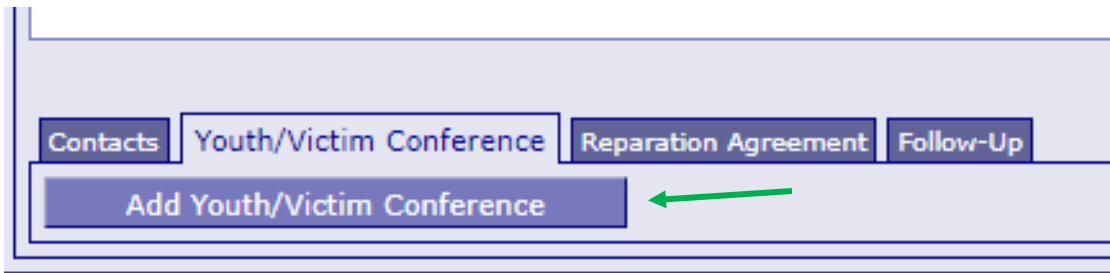 Contacts Youth/Victim Conference Reparation Agreement Follow-Up
Add Youth/Victim Conference